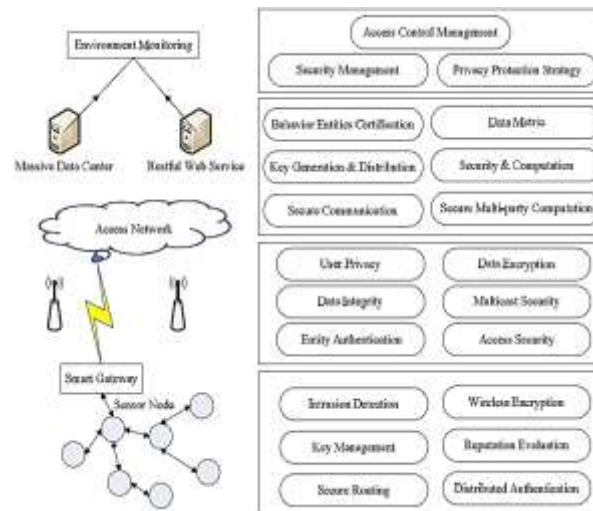 Environment Monitoring
Massive Data Center
Restful Web Service
Access Network
Smart Gateway
Sensor Node
Access Control Management
Security Management
Privacy Protection Strategy
Behavior Entities Certification
Data Metric
Key Generation & Distribution
Security & Computation
Secure Communication
Secure Multi-party Computation
User Privacy
Data Encryption
Data Integrity
Multicast Security
Entity Authentication
Access Security
Intrusion Detection
Wireless Encryption
Key Management
Reputation Evaluation
Secure Routing
Distributed Authentication